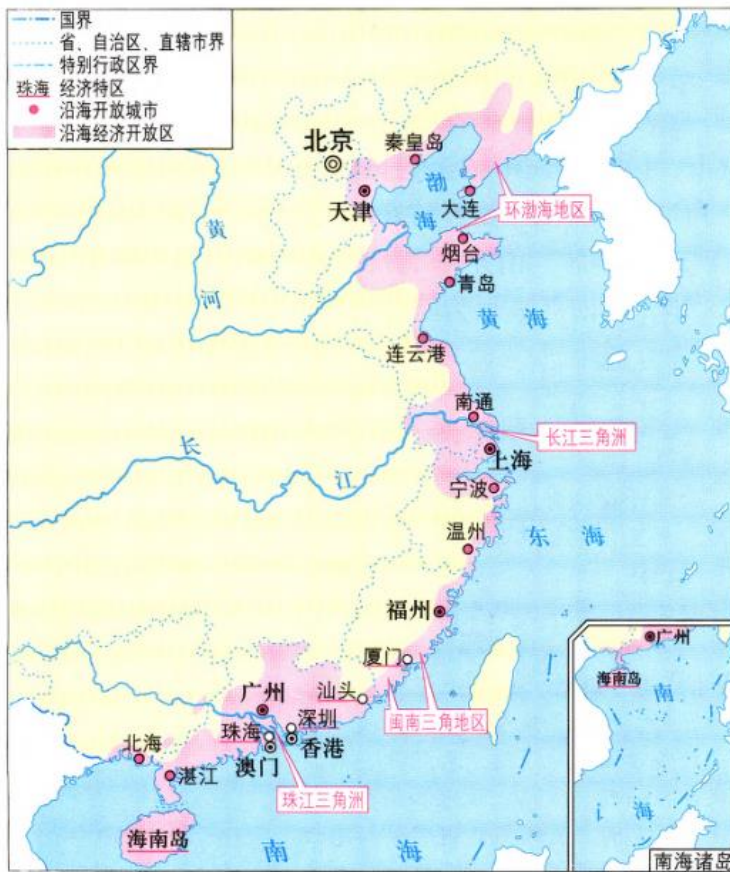 国界
省、自治区、直辖市界
特别行政区界
珠海 经济特区
沿海开放城市
沿海经济开放区
北京
秦皇岛
渤
海
天津
大连
环渤海地区
黄
河
烟台
青岛
黄 海
连云港
南通
长
江
长江三角洲
上海
宁波
温州
东 海
福州
厦门
广州
汕头
闽南三角地区
深圳
珠海
香港
澳门
北海
湛江
珠江三角洲
海南岛
南 海
广州
海南岛
南
海
南海诸岛